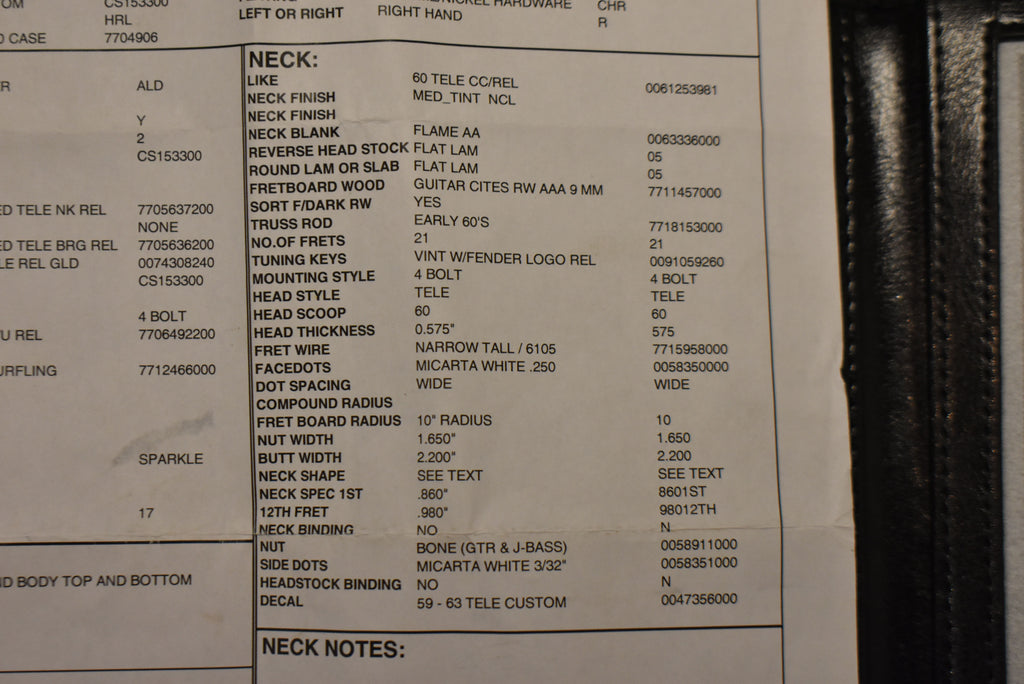 OM CS153300 HARDWARE CHR
HRL LEFT OR RIGHT RIGHT HAND R
CASE 7704906
NECK:
LIKE 60 TELE CC/REL 0061253981
R ALD NECK FINISH MED_TINT NCL
NECK FINISH
Y NECK BLANK FLAME AA 0063336000
2 REVERSE HEAD STOCK FLAT LAM 05
CS153300 ROUND LAM OR SLAB FLAT LAM 05
FRETBOARD WOOD GUITAR CITES RW AAA 9 MM 7711457000
SORT F/DARK RW YES
ED TELE NK REL 7705637200 TRUSS ROD EARLY 60'S 7718153000
NONE NO.OF FRETS 21 21
ED TELE BRG REL 7705636200 TUNING KEYS VINT W/FENDER LOGO REL 0091059260
LE REL GLD 0074308240 MOUNTING STYLE 4 BOLT 4 BOLT
CS153300 HEAD STYLE TELE TELE
HEAD SCOOP 60 60
4 BOLT HEAD THICKNESS 0.575" 575
/U REL 7706492200 FRET WIRE NARROW TALL / 6105 7715958000
FACEDOTS MICARTA WHITE .250 0058350000
URFLING 7712466000 DOT SPACING WIDE WIDE
COMPOUND RADIUS
FRET BOARD RADIUS 10" RADIUS 10
NUT WIDTH 1.650" 1.650
SPARKLE BUTT WIDTH 2.200" 2.200
NECK SHAPE SEE TEXT SEE TEXT
NECK SPEC 1ST .860" 8601ST
17 12TH FRET .980" 98012TH
NECK BINDING NO N
NUT BONE (GTR & J-BASS) 0058911000
SIDE DOTS MICARTA WHITE 3/32" 0058351000
ND BODY TOP AND BOTTOM HEADSTOCK BINDING NO N
DECAL 59 - 63 TELE CUSTOM 0047356000
NECK NOTES: